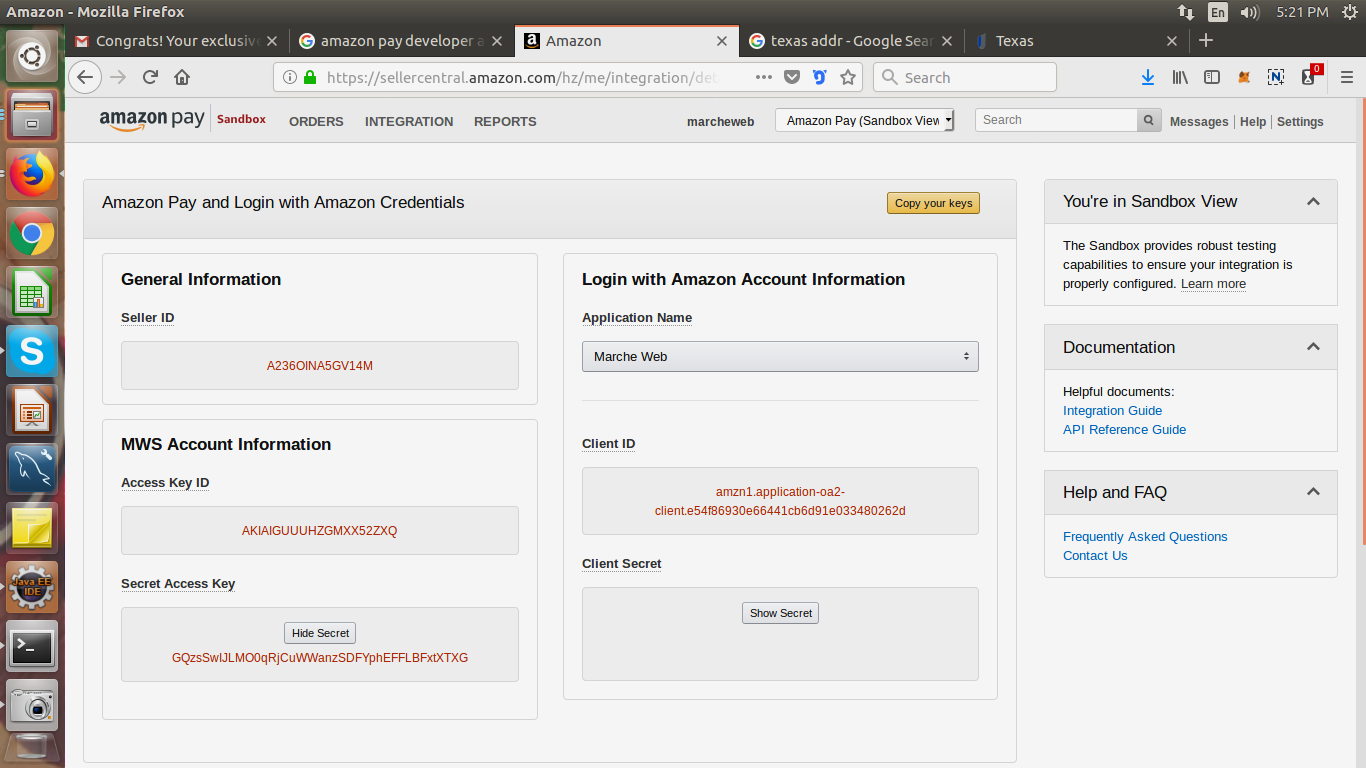 Amazon - Mozilla Firefox
En
5:21 PM
Congrats! Your exclusive
amazon pay developer a
Amazon
texas addr - Google Sear
Texas
https://sellercentral.amazon.com/hz/me/integration/det
Search
0
amazon pay
Sandbox
ORDERS
INTEGRATION
REPORTS
marcheweb
Amazon Pay (Sandbox View
Search
Messages
Help
Settings
Amazon Pay and Login with Amazon Credentials
Copy your keys
General Information
Seller ID
A236OINA5GV14M
MWS Account Information
Access Key ID
AKIAIGUUUHZGMXX52ZXQ
Secret Access Key
Hide Secret
Login with Amazon Account Information
Application Name
Marche Web
Client ID
amzn1.application-oa2-
client.e54f86930e66441cb6d91e033480262d
Client Secret
Show Secret
You're in Sandbox View
The Sandbox provides robust testing
capabilities to ensure your integration is
properly configured. Learn more
Documentation
Helpful documents:
Integration Guide
API Reference Guide
Help and FAQ
Frequently Asked Questions
Contact Us
S
Java EE
IDE